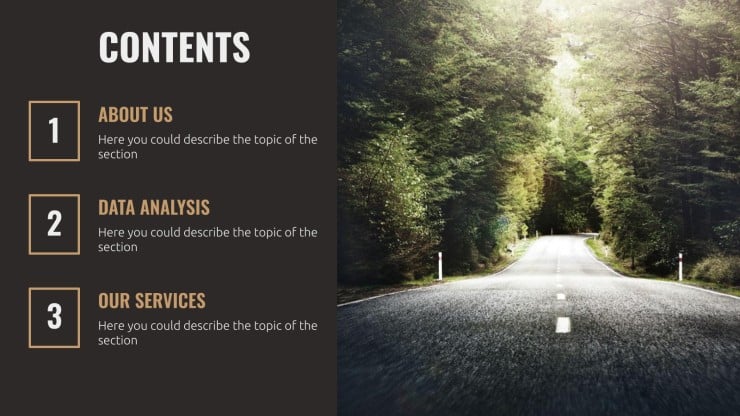 CONTENTS
1
ABOUT US
Here you could describe the topic of the
section
2
DATA ANALYSIS
Here you could describe the topic of the
section
3
OUR SERVICES
Here you could describe the topic of the
section